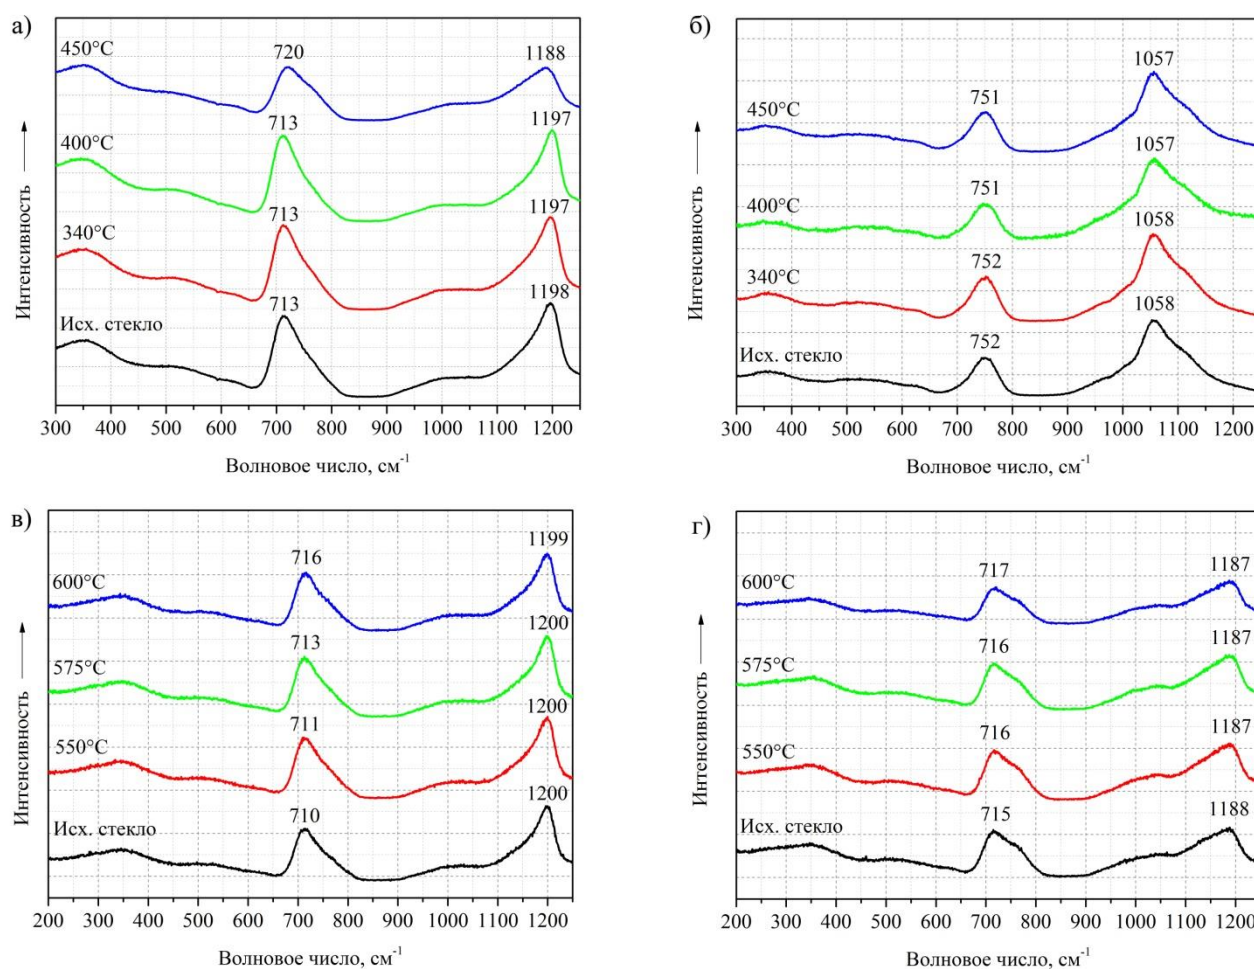 а)
450°C
720
1188
400°C
713
1197
340°C
713
1197
Исх. стекло
713
1198
Интенсивность
300 400 500 600 700 800 900 1000 1100 1200
Волновое число, см-1
б)
450°C
751
1057
400°C
751
1057
340°C
752
1058
Исх. стекло
752
1058
Интенсивность
300 400 500 600 700 800 900 1000 1100 1200
Волновое число, см-1
в)
600°C
716
1199
575°C
713
1200
550°C
711
1200
Исх. стекло
710
1200
Интенсивность
200 300 400 500 600 700 800 900 1000 1100 1200
Волновое число, см-1
г)
600°C
717
1187
575°C
716
1187
550°C
716
1187
Исх. стекло
715
1188
Интенсивность
200 300 400 500 600 700 800 900 1000 1100 1200
Волновое число, см-1